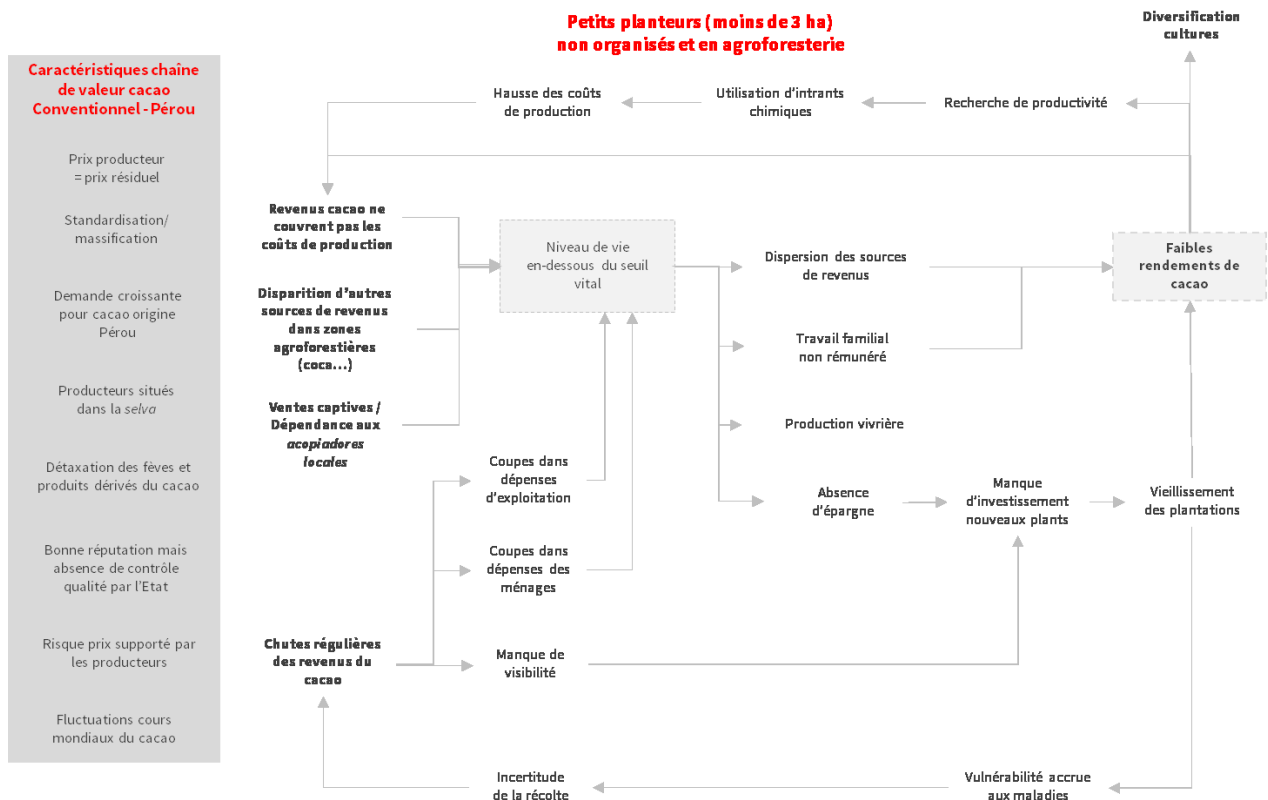 Petits planteurs (moins de 3 ha)
non organisés et en agroforesterie
Diversification
cultures
Caractéristiques chaîne
de valeur cacao
Conventionnel - Pérou
Prix producteur
= prix résiduel
Standardisation/
massification
Demande croissante
pour cacao origine
Pérou
Producteurs situés
dans la selva
Détaxation des fèves et
produits dérivés du cacao
Bonne réputation mais
absence de contrôle
qualité par l'Etat
Risque prix supporté par
les producteurs
Fluctuations cours
mondiaux du cacao
Hausse des coûts
de production
Utilisation d'intrants
chimiques
Recherche de productivité
Revenus cacao ne
couvrent pas les
coûts de production
Disparition d'autres
sources de revenus
dans zones
agroforestières
(coca...)
Ventes captives /
Dépendance aux
acopiadores
locales
Niveau de vie
en-dessous du seuil
vital
Dispersion des sources
de revenus
Travail familial
non rémunéré
Production vivrière
Absence
d'épargne
Faibles
rendements de
cacao
Coupes dans
dépenses
d'exploitation
Coupes dans
dépenses des
ménages
Manque
d'investissement
nouveaux plants
Vieillissement
des plantations
Chutes régulières
des revenus du
cacao
Manque de
visibilité
Incertitude
de la récolte
Vulnérabilité accrue
aux maladies